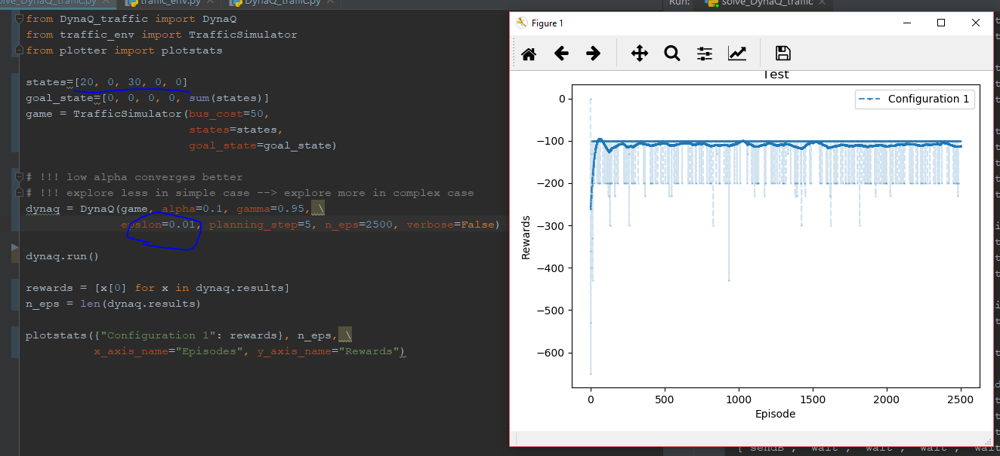 solve_DynaQ_traffic.py traffic_env.py DynaQ_traffic.py Run: solve_DynaQ_traffic
from DynaQ_traffic import DynaQ
from traffic_env import TrafficSimulator
from plotter import plotstats
states=[20, 0, 30, 0, 0]
goal_state=[0, 0, 0, 0, sum(states)]
game = TrafficSimulator(bus_cost=50,
states=states,
goal_state=goal_state)
# !!! low alpha converges better
# !!! explore less in simple case --> explore more in complex case
dynaq = DynaQ(game, alpha=0.1, gamma=0.95, \
epslon=0.01, planning_step=5, n_eps=2500, verbose=False)
dynaq.run()
rewards = [x[0] for x in dynaq.results]
n_eps = len(dynaq.results)
plotstats({"Configuration 1": rewards}, n_eps, \
x_axis_name="Episodes", y_axis_name="Rewards")
Figure 1
Test
Configuration 1
0
−100
−200
−300
−400
−500
−600
Rewards
0 500 1000 1500 2000 2500
Episode
['sendB', 'wait', 'wait', 'wait', 'wait